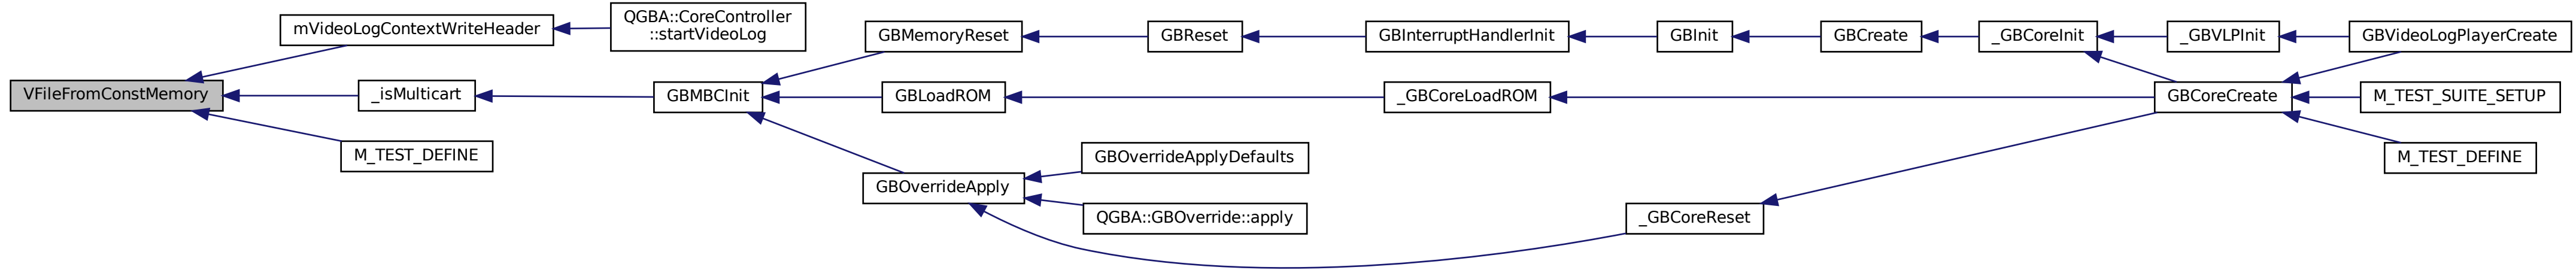 VFileFromConstMemory
mVideoLogContextWriteHeader
QGBA::CoreController
::startVideoLog
_isMulticart
M_TEST_DEFINE
GBMBCInit
GBMemoryReset
GBReset
GBInterruptHandlerInit
GBInit
GBCreate
_GBCoreInit
_GBVLPInit
GBVideoLogPlayerCreate
GBLoadROM
_GBCoreLoadROM
GBCoreCreate
M_TEST_SUITE_SETUP
M_TEST_DEFINE
GBOverrideApply
GBOverrideApplyDefaults
QGBA::GBOverride::apply
_GBCoreReset